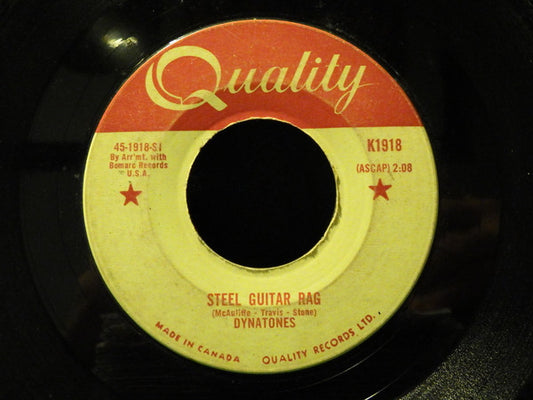 Quality
45-1918-S1
By Arr'mt. with
Bomarc Records
U.S.A.
K1918
(ASCAP) 2:08
STEEL GUITAR RAG
(McAuliffe - Travis - Stone)
DYNATONES
MADE IN CANADA QUALITY RECORDS LTD.